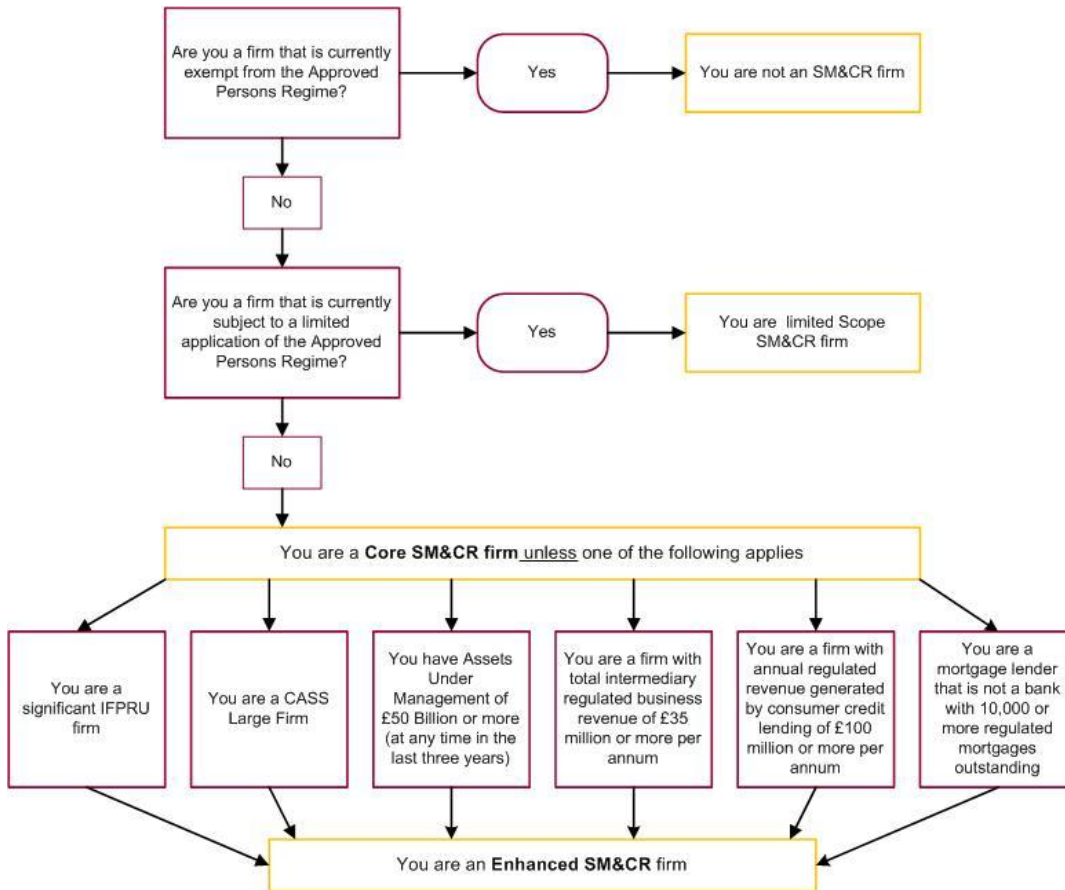 Are you a firm that is currently
exempt from the Approved
Persons Regime?
Yes
You are not an SM&CR firm
No
Are you a firm that is currently
subject to a limited
application of the Approved
Persons Regime?
Yes
You are limited Scope
SM&CR firm
No
You are a Core SM&CR firm unless one of the following applies
You are a
significant IFPRU
firm
You are a CASS
Large Firm
You have Assets
Under
Management of
£50 Billion or more
(at any time in the
last three years)
You are a firm with
total intermediary
regulated business
revenue of £35
million or more per
annum
You are a firm with
annual regulated
revenue generated
by consumer credit
lending of £100
million or more per
annum
You are a
mortgage lender
that is not a bank
with 10,000 or
more regulated
mortgages
outstanding
You are an Enhanced SM&CR firm